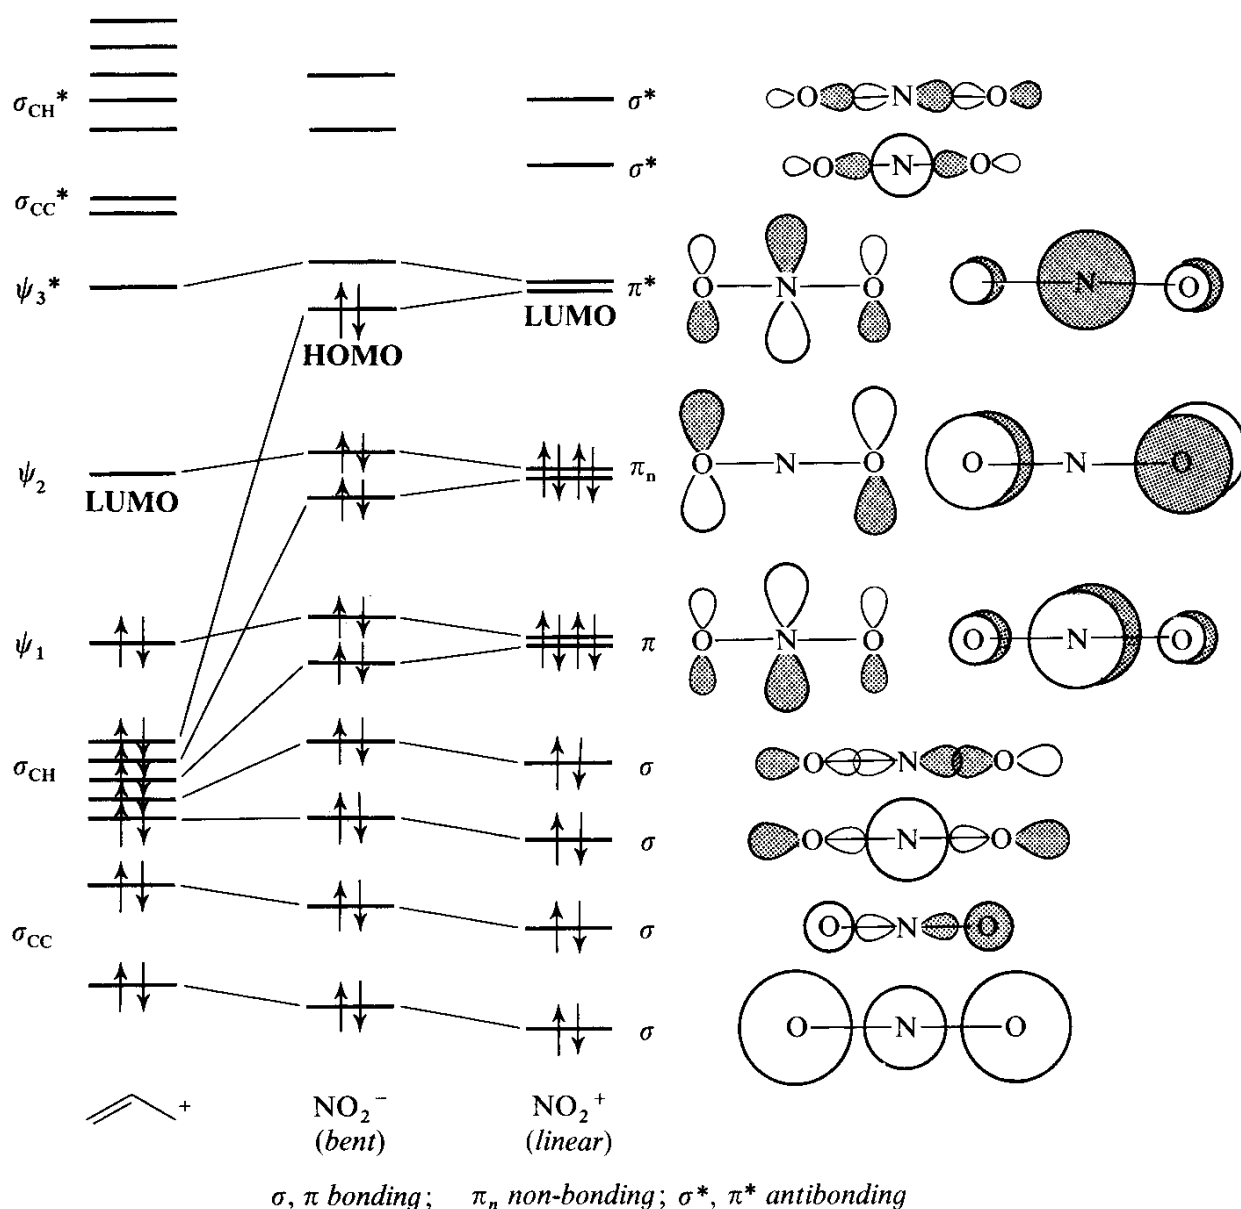 σCH* σ* O N O
σ* O N O
σCC*
ψ3* π* O N O N O
LUMO
HOMO
ψ2 πn O N O O N O
LUMO
ψ1 π O N O O N O
σCH σ O N O
σ O N O
σCC σ O N O
σ O N O
+ NO2− NO2+
(bent) (linear)
σ, π bonding; πn non-bonding; σ*, π* antibonding